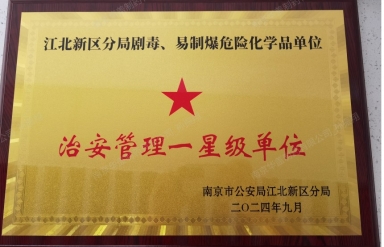 江北新区分局剧毒、易制爆危险化学品单位
治安管理一星级单位
南京市公安局江北新区分局
二〇二四年九月